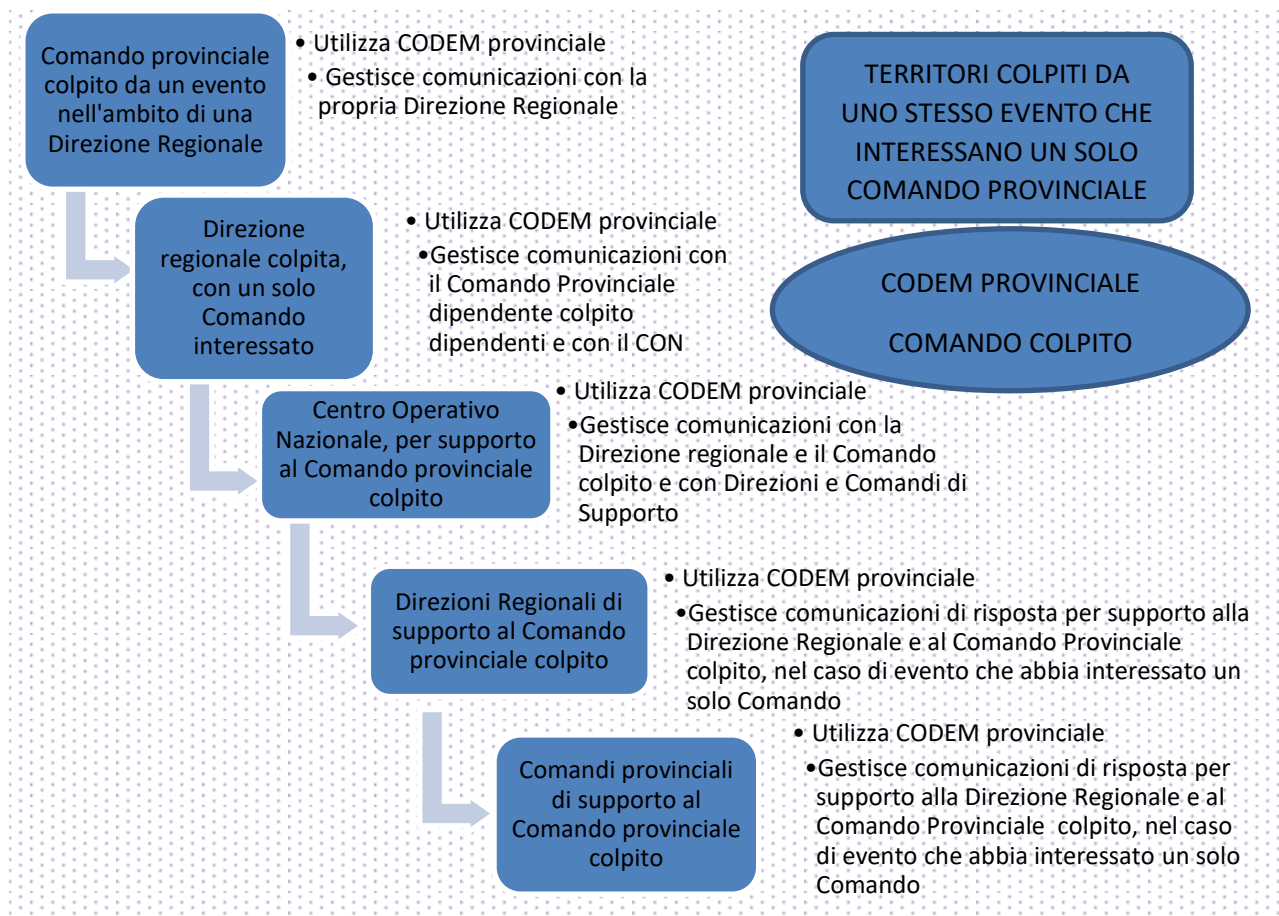 Comando provinciale
colpito da un evento
nell'ambito di una
Direzione Regionale
• Utilizza CODEM provinciale
• Gestisce comunicazioni con la
propria Direzione Regionale
TERRITORI COLPITI DA
UNO STESSO EVENTO CHE
INTERESSANO UN SOLO
COMANDO PROVINCIALE
CODEM PROVINCIALE
COMANDO COLPITO
Direzione
regionale colpita,
con un solo
Comando
interessato
• Utilizza CODEM provinciale
•Gestisce comunicazioni con
il Comando Provinciale
dipendente colpito
dipendenti e con il CON
Centro Operativo
Nazionale, per supporto
al Comando provinciale
colpito
• Utilizza CODEM provinciale
•Gestisce comunicazioni con la
Direzione regionale e il Comando
colpito e con Direzioni e Comandi di
Supporto
Direzioni Regionali di
supporto al Comando
provinciale colpito
• Utilizza CODEM provinciale
•Gestisce comunicazioni di risposta per supporto alla
Direzione Regionale e al Comando Provinciale
colpito, nel caso di evento che abbia interessato un
solo Comando
Comandi provinciali
di supporto al
Comando provinciale
colpito
• Utilizza CODEM provinciale
•Gestisce comunicazioni di risposta per
supporto alla Direzione Regionale e al
Comando Provinciale colpito, nel caso
di evento che abbia interessato un solo
Comando